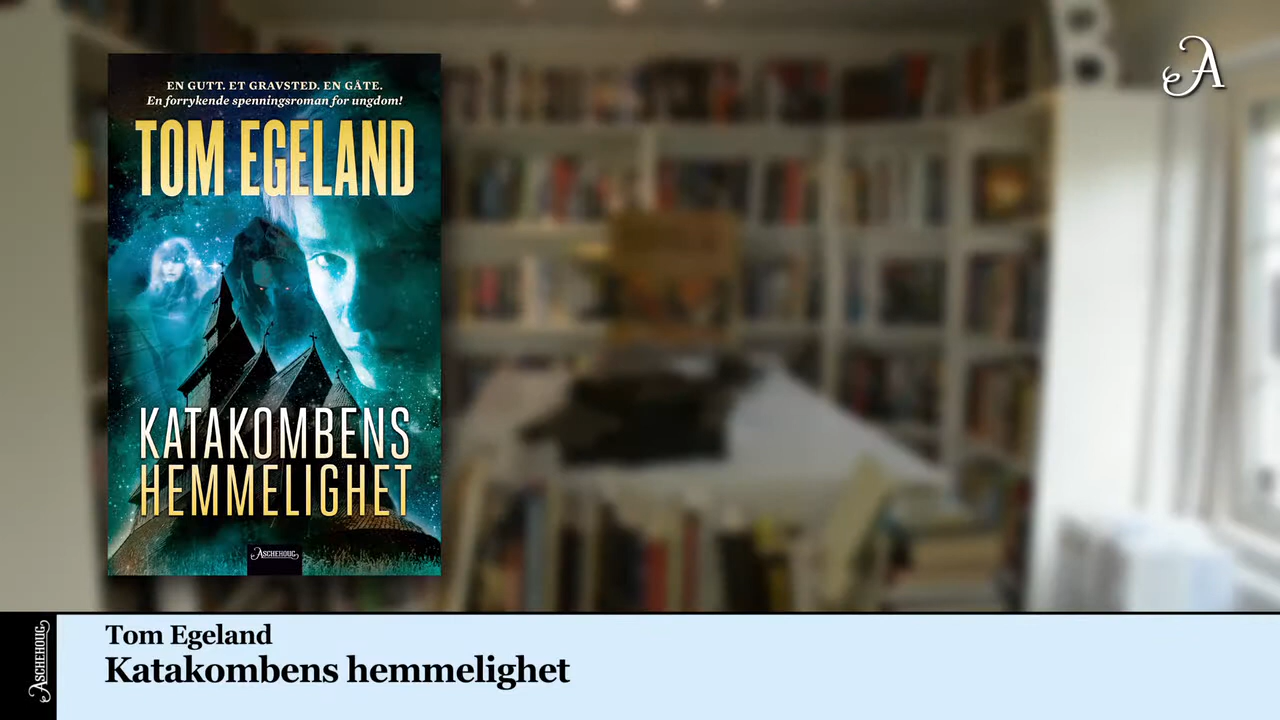 EN GUTT. ET GRAVSTED. EN GÅTE.
En forrykende spenningsroman for ungdom!
TOM EGELAND
KATAKOMBENS
HEMMELIGHET
ASCHEHOUG
A
ASCHEHOUG
Tom Egeland
Katakombens hemmelighet